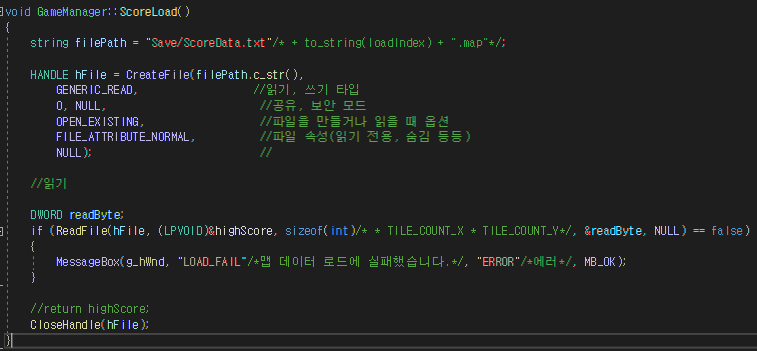 void GameManager::ScoreLoad()
{
string filePath = "Save/ScoreData.txt"/* + to_string(loadIndex) + ".map"*/;
HANDLE hFile = CreateFile(filePath.c_str(),
GENERIC_READ, //읽기, 쓰기 타입
0, NULL, //공유, 보안 모드
OPEN_EXISTING, //파일을 만들거나 읽을 때 옵션
FILE_ATTRIBUTE_NORMAL, //파일 속성(읽기 전용, 숨김 등등)
NULL); //
//읽기
DWORD readByte;
if (ReadFile(hFile, (LPVOID)&highScore, sizeof(int)/* * TILE_COUNT_X * TILE_COUNT_Y*/, &readByte, NULL) == false)
{
MessageBox(g_hWnd, "LOAD_FAIL"/*맵 데이터 로드에 실패했습니다.*/, "ERROR"/*에러*/, MB_OK);
}
//return highScore;
CloseHandle(hFile);
}